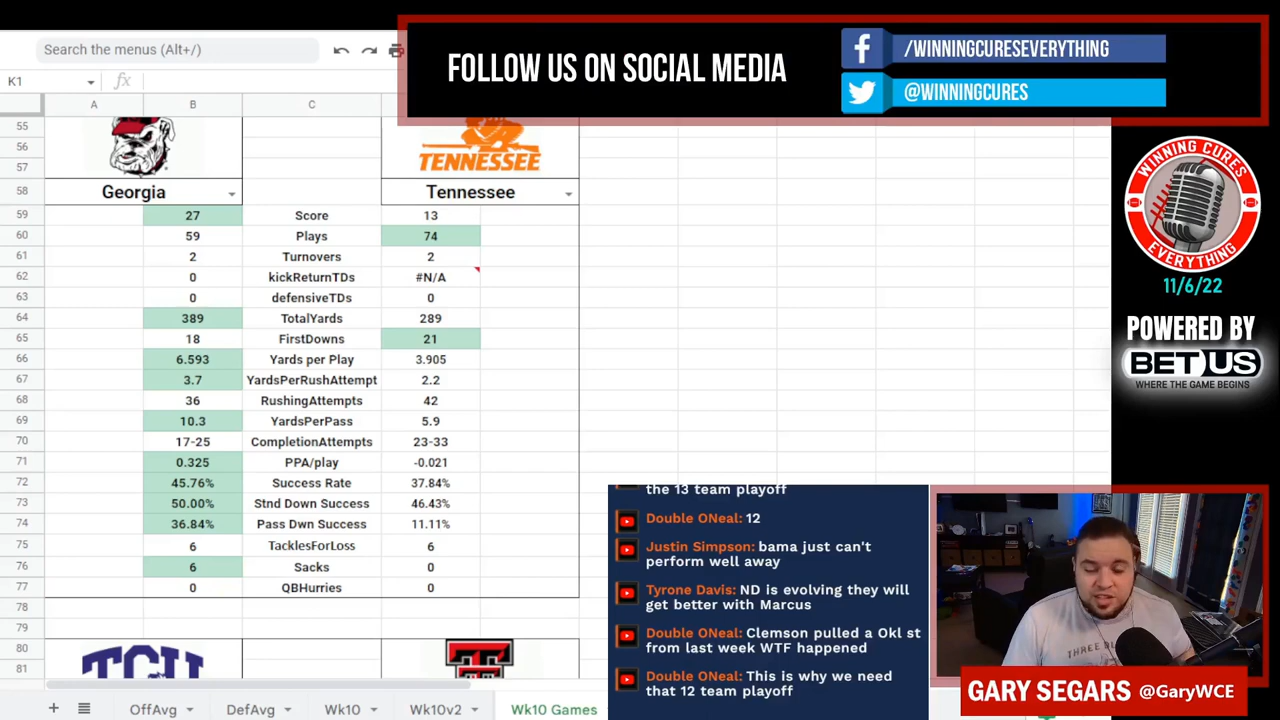 Search the menus (Alt+/)
FOLLOW US ON SOCIAL MEDIA
f /WINNINGCURESEVERYTHING
@WINNINGCURES
K1 fx
A B C
55
56
57 TENNESSEE
58 Georgia Tennessee
59 27 Score 13
60 59 Plays 74
61 2 Turnovers 2
62 0 kickReturnTDs #N/A
63 0 defensiveTDs 0
64 389 TotalYards 289
65 18 FirstDowns 21
66 6.593 Yards per Play 3.905
67 3.7 YardsPerRushAttempt 2.2
68 36 RushingAttempts 42
69 10.3 YardsPerPass 5.9
70 17-25 CompletionAttempts 23-33
71 0.325 PPA/play -0.021
72 45.76% Success Rate 37.84%
73 50.00% Stnd Down Success 46.43%
74 36.84% Pass Dwn Success 11.11%
75 6 TacklesForLoss 6
76 6 Sacks 0
77 0 QBHurries 0
78
79
80
81 TCU T
OffAvg DefAvg Wk10 Wk10v2 Wk10 Games
WINNING CURES
EVERYTHING
11/6/22
POWERED BY
BETUS
WHERE THE GAME BEGINS
the 13 team playoff
Double ONeal: 12
Justin Simpson: bama just can't
perform well away
Tyrone Davis: ND is evolving they will
get better with Marcus
Double ONeal: Clemson pulled a Okl st
from last week WTF happened
Double ONeal: This is why we need
that 12 team playoff
GARY SEGARS @GaryWCE